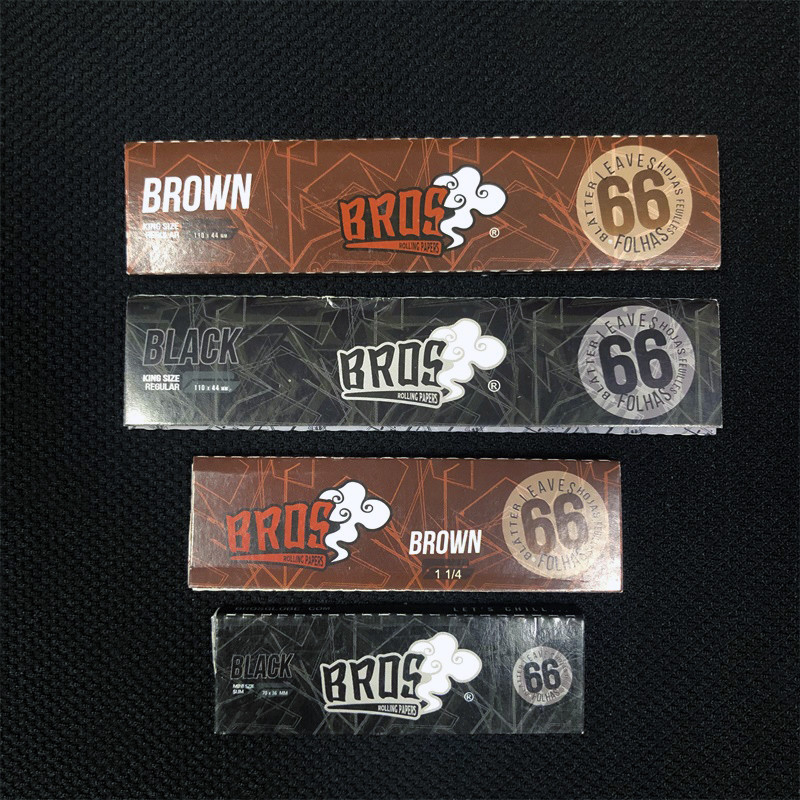 BROWN
KING SIZE
REGULAR
110 x 44 MM
BROS
ROLLING PAPERS
®
BLATTER LEAVES HOJAS FEUILLES
66
FOLHAS
BLACK
KING SIZE
REGULAR
110 x 44 MM
BROS
ROLLING PAPERS
®
BLATTER LEAVES HOJAS FEUILLES
66
FOLHAS
BROS
ROLLING PAPERS
BROWN
1 1/4
BLATTER LEAVES HOJAS FEUILLES
66
FOLHAS
LET'S CHILL
BLACK
SLIM
MM
BROS
ROLLING PAPERS
®
66
FOLHAS